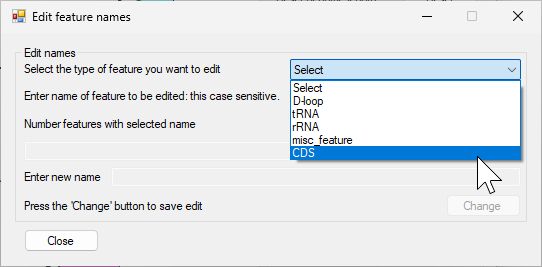 Edit feature names
Edit names
Select the type of feature you want to edit
Select
Select
D-loop
tRNA
rRNA
misc_feature
CDS
Enter name of feature to be edited: this case sensitive.
Number features with selected name
Enter new name
Press the 'Change' button to save edit
Change
Close